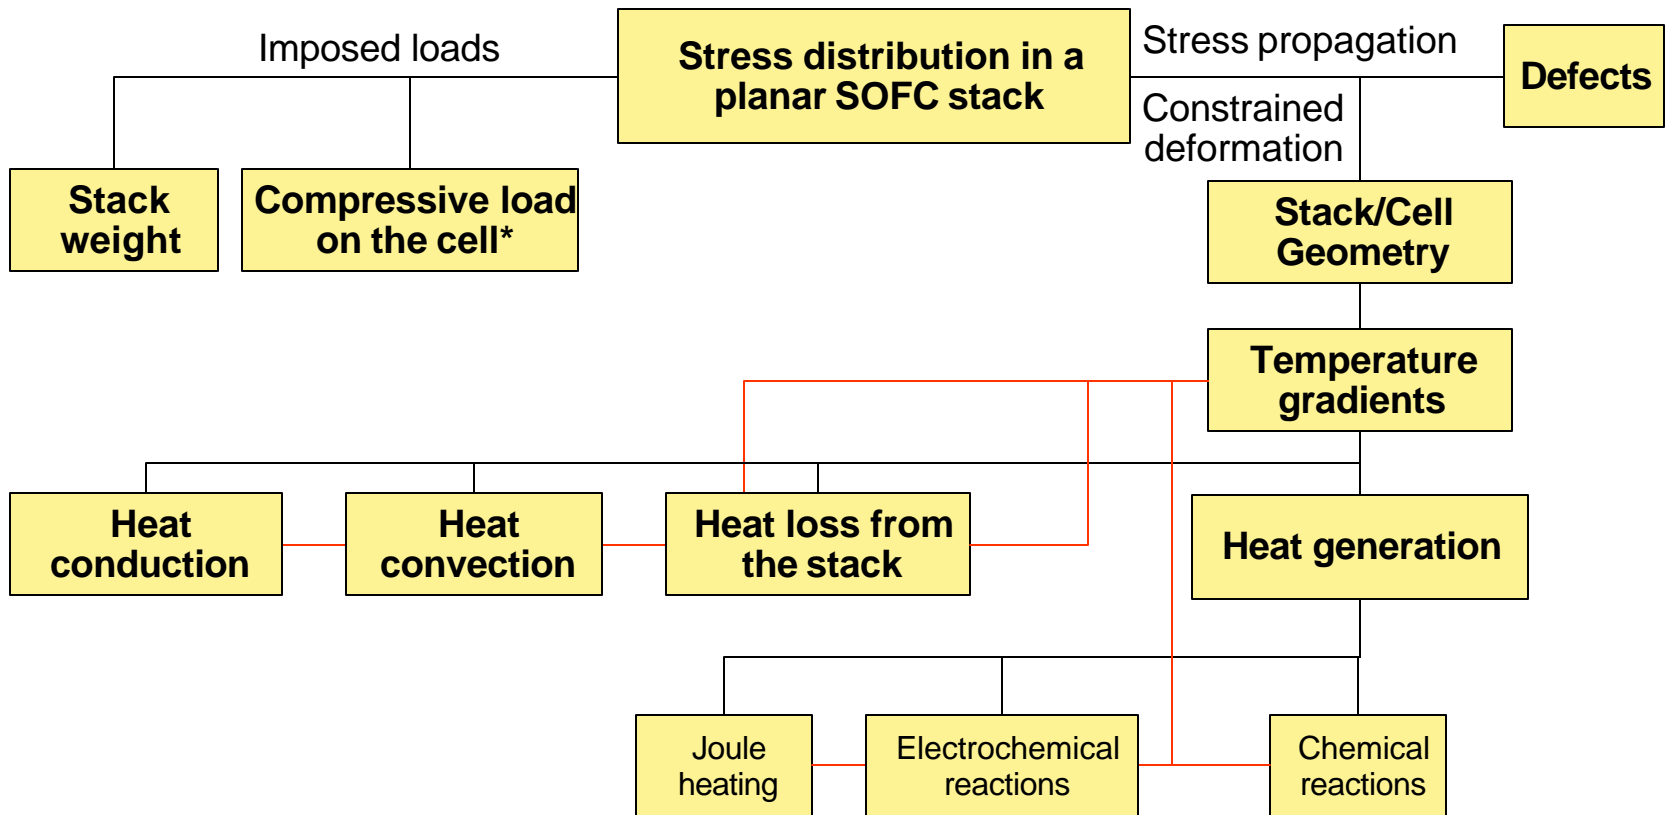 Imposed loads
Stress distribution in a
planar SOFC stack
Stress propagation
Defects
Constrained
deformation
Stack
weight
Compressive load
on the cell*
Stack/Cell
Geometry
Temperature
gradients
Heat
conduction
Heat
convection
Heat loss from
the stack
Heat generation
Joule
heating
Electrochemical
reactions
Chemical
reactions